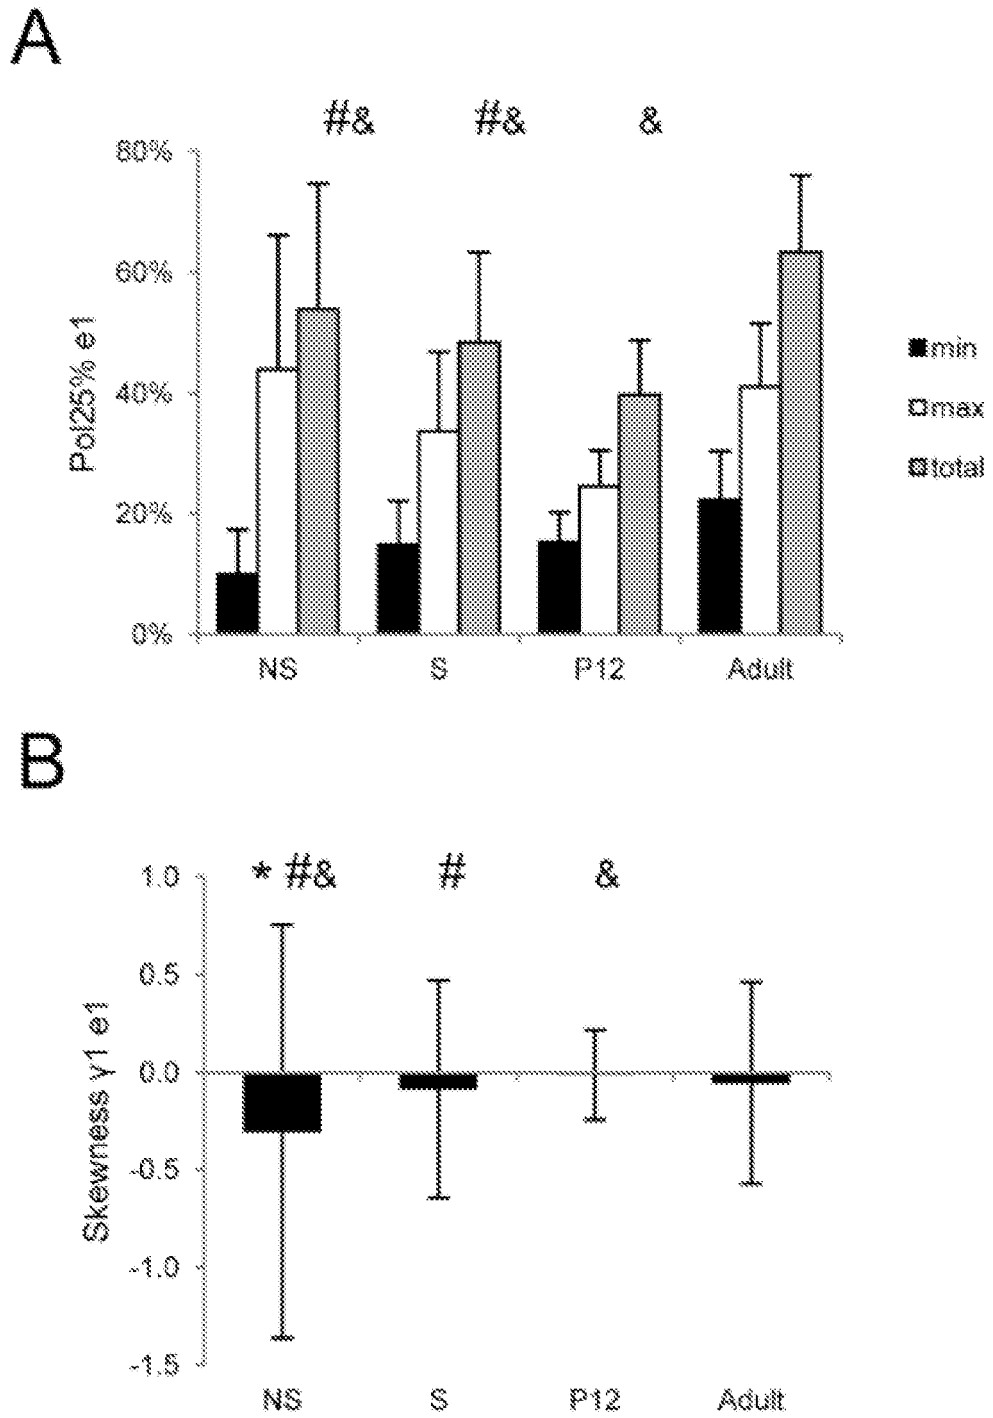 A
#& #& &
80%
60%
40%
20%
0%
Pol25% e1
NS S P12 Adult
min
max
total
B
* #& # &
1.0
0.5
0.0
-0.5
-1.0
-1.5
Skewness γ1 e1
NS S P12 Adult